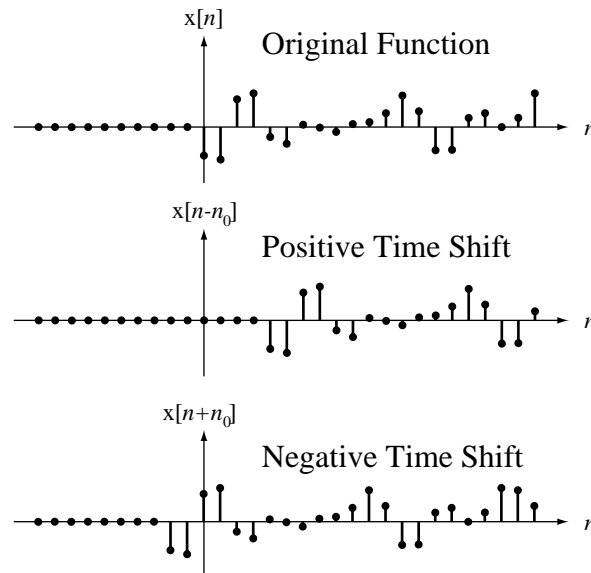 x[n]
Original Function
n
x[n-n₀]
Positive Time Shift
n
x[n+n₀]
Negative Time Shift
n